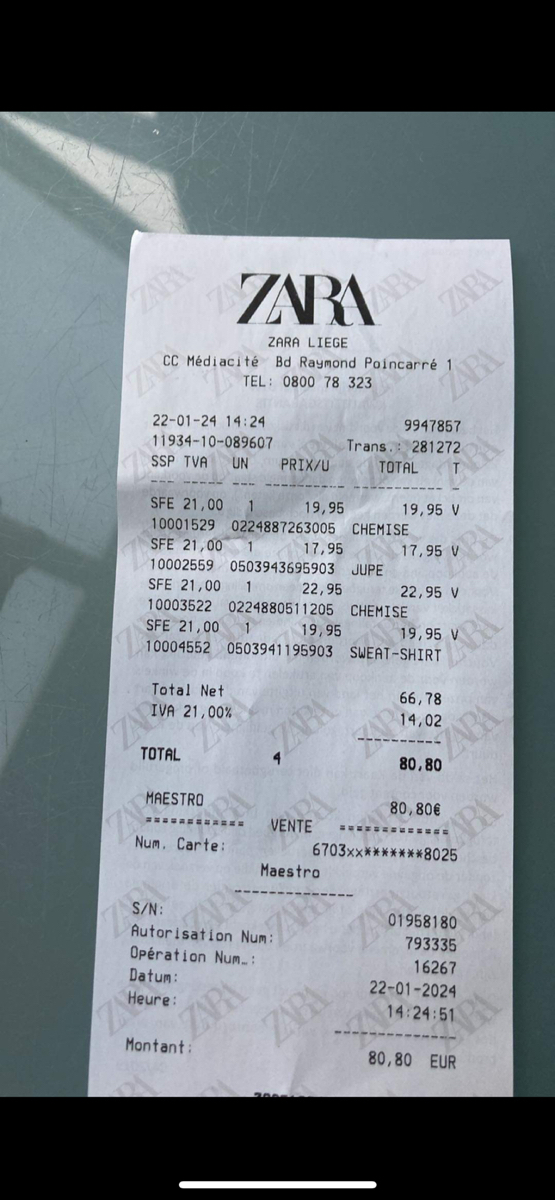 ZARA
ZARA LIEGE
CC Médiacité Bd Raymond Poincarré 1
TEL: 0800 78 323
22-01-24 14:24 9947857
11934-10-089607 Trans.: 281272
SSP TVA UN PRIX/U TOTAL T
--- ----- --- ---------- ----------- -
SFE 21,00 1 19,95 19,95 V
10001529 0224887263005 CHEMISE
SFE 21,00 1 17,95 17,95 V
10002559 0503943695903 JUPE
SFE 21,00 1 22,95 22,95 V
10003522 0224880511205 CHEMISE
SFE 21,00 1 19,95 19,95 V
10004552 0503941195903 SWEAT-SHIRT
Total Net 66,78
IVA 21,00% 14,02
----------
TOTAL 4 80,80
MAESTRO 80,80€
============ VENTE =============
Num. Carte: 6703xx*******8025
Maestro
--------------
S/N: 01958180
Autorisation Num: 793335
Opération Num..: 16267
Datum: 22-01-2024
Heure: 14:24:51
--------------
Montant: 80,80 EUR